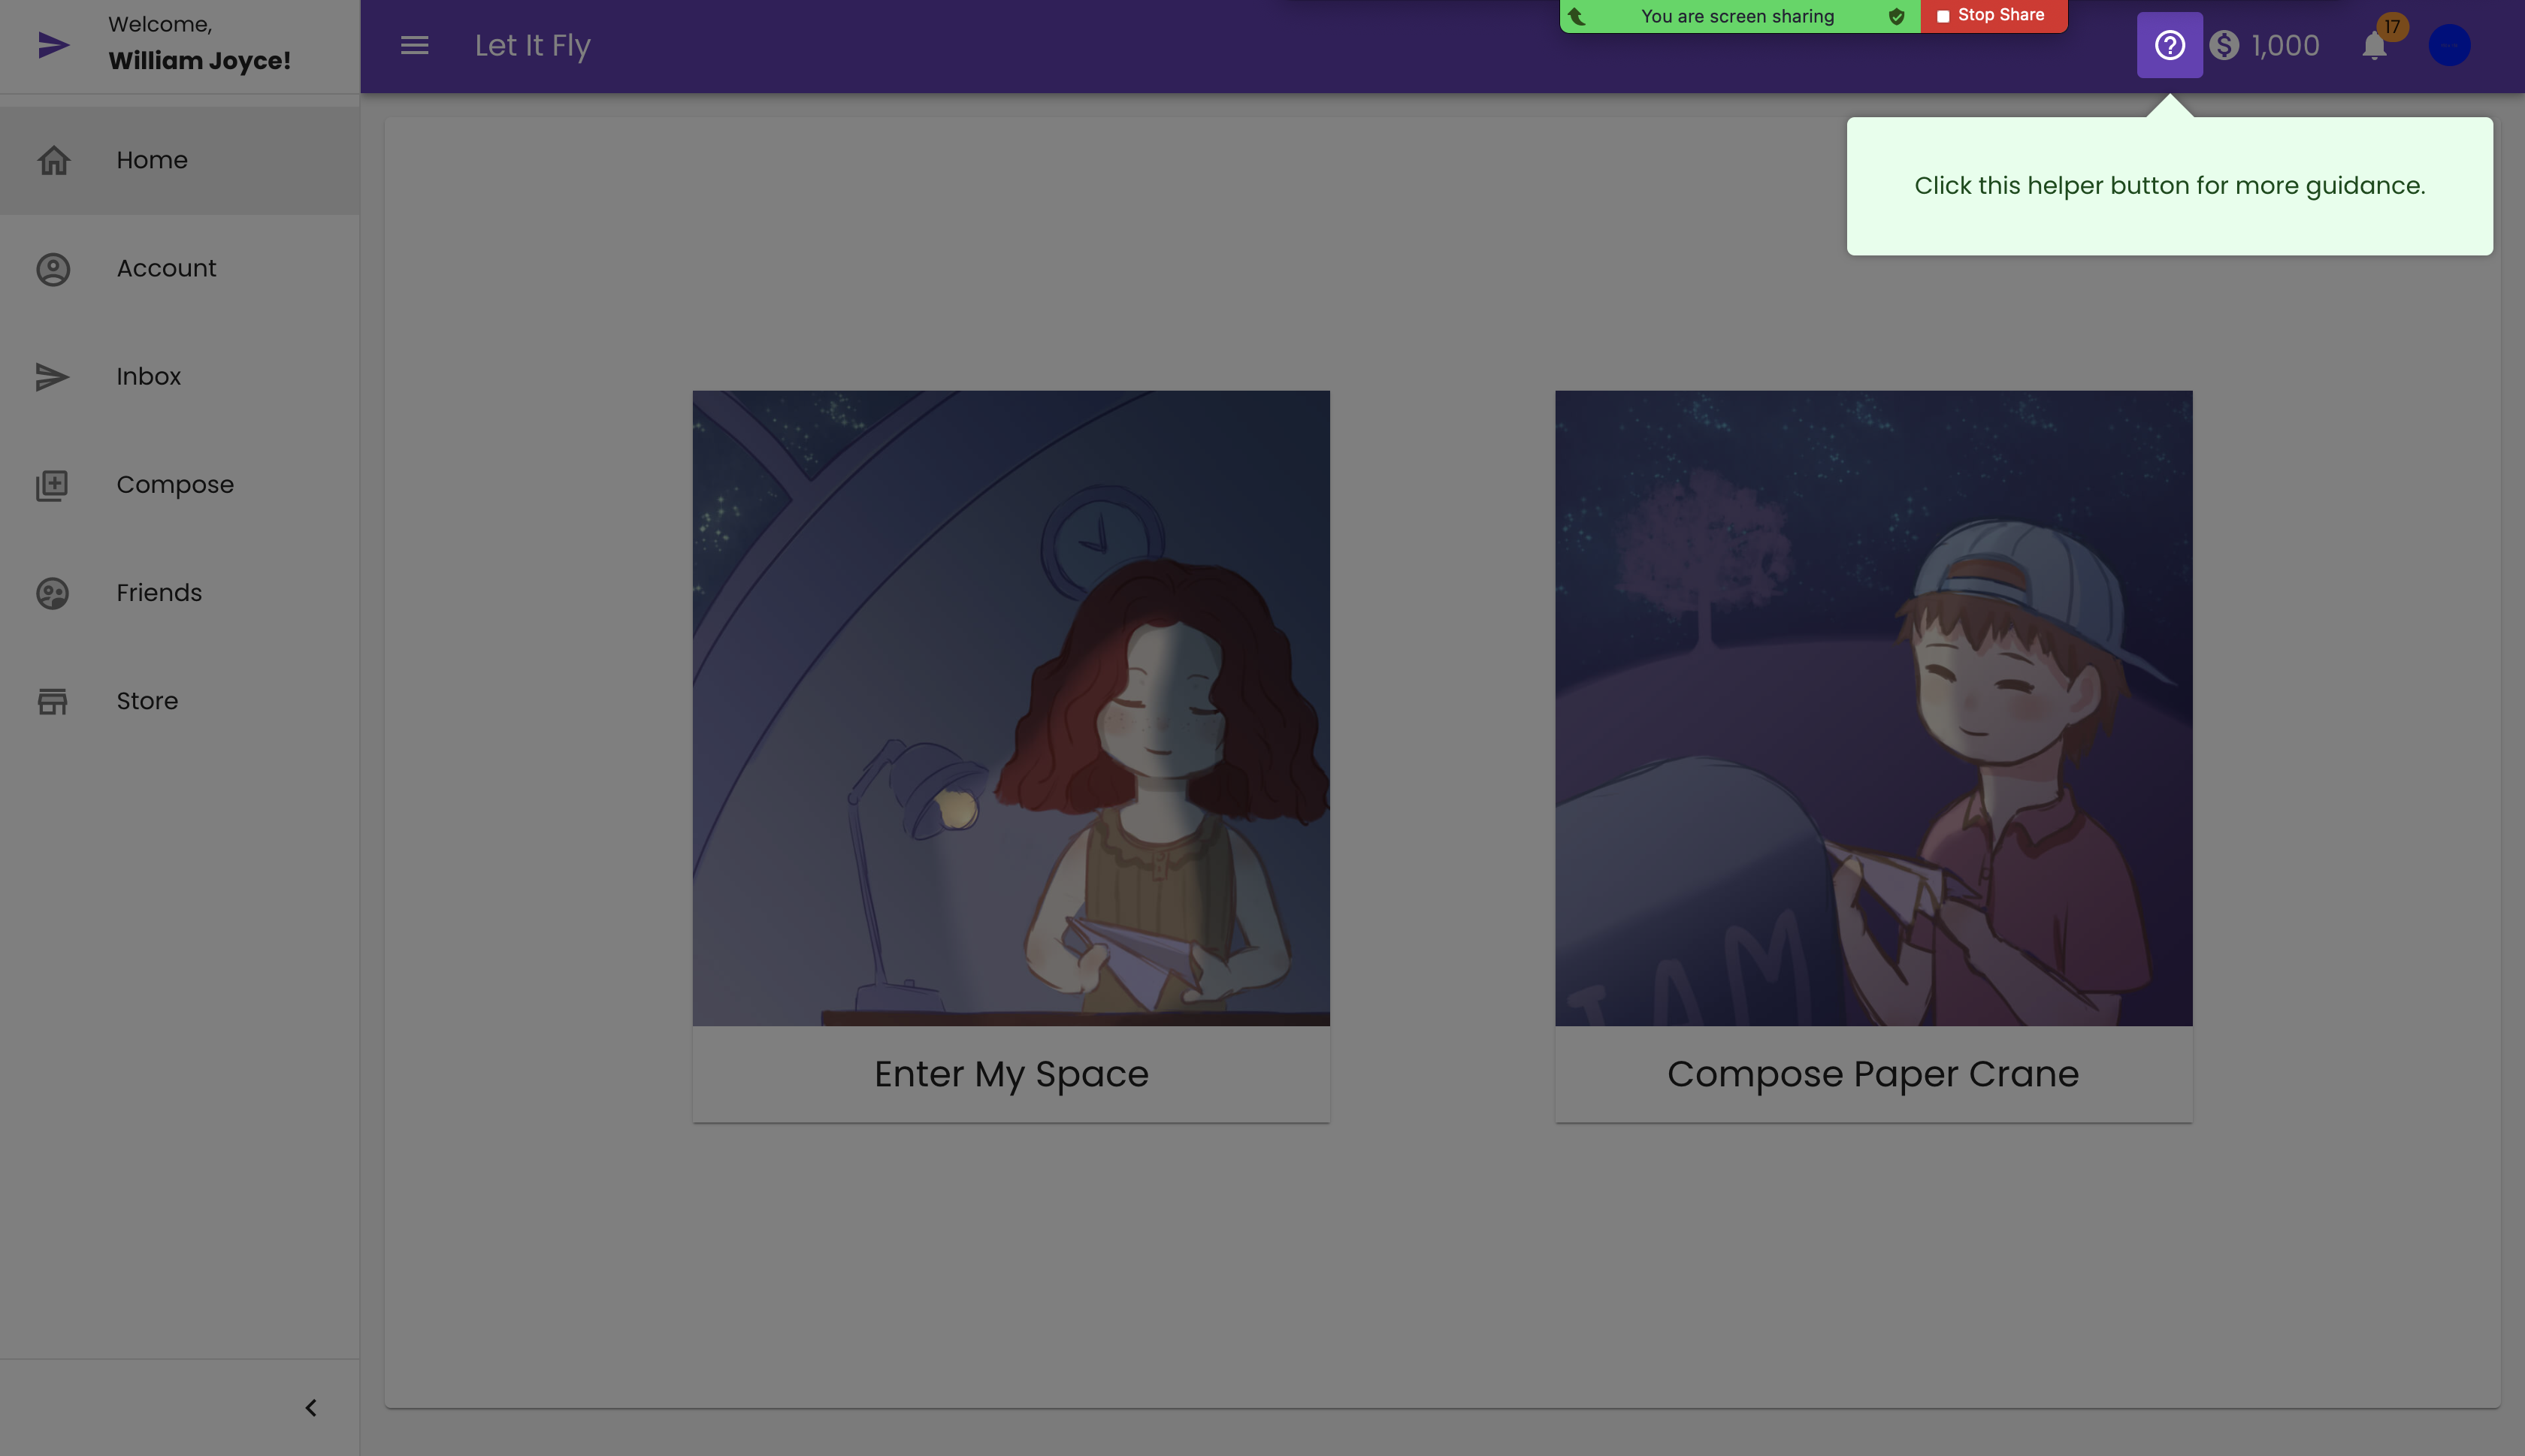 Welcome,
William Joyce!
Let It Fly
You are screen sharing
Stop Share
1,000
17
Click this helper button for more guidance.
Home
Account
Inbox
Compose
Friends
Store
I AM
Enter My Space
Compose Paper Crane